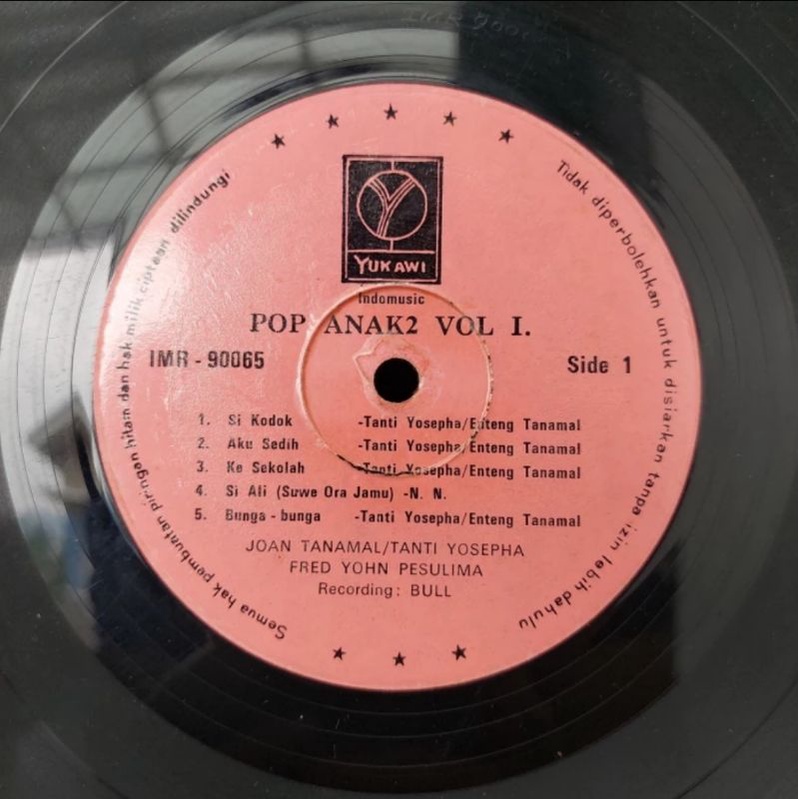 IMR 900
YUKAWI
Indomusic
POP ANAK2 VOL I.
IMR - 90065
Side 1
1. Si Kodok -Tanti Yosepha/Enteng Tanamal
2. Aku Sedih -Tanti Yosepha/Enteng Tanamal
3. Ke Sekolah -Tanti Yosepha/Enteng Tanamal
4. Si Ali (Suwe Ora Jamu) -N. N.
5. Bunga - bunga -Tanti Yosepha/Enteng Tanamal
JOAN TANAMAL/TANTI YOSEPHA
FRED YOHN PESULIMA
Recording: BULL
Semua hak pembuatan piringan hitam dan hak milik ciptaan dilindungi
Tidak diperbolehkan untuk disiarkan tanpa izin lebih dahulu